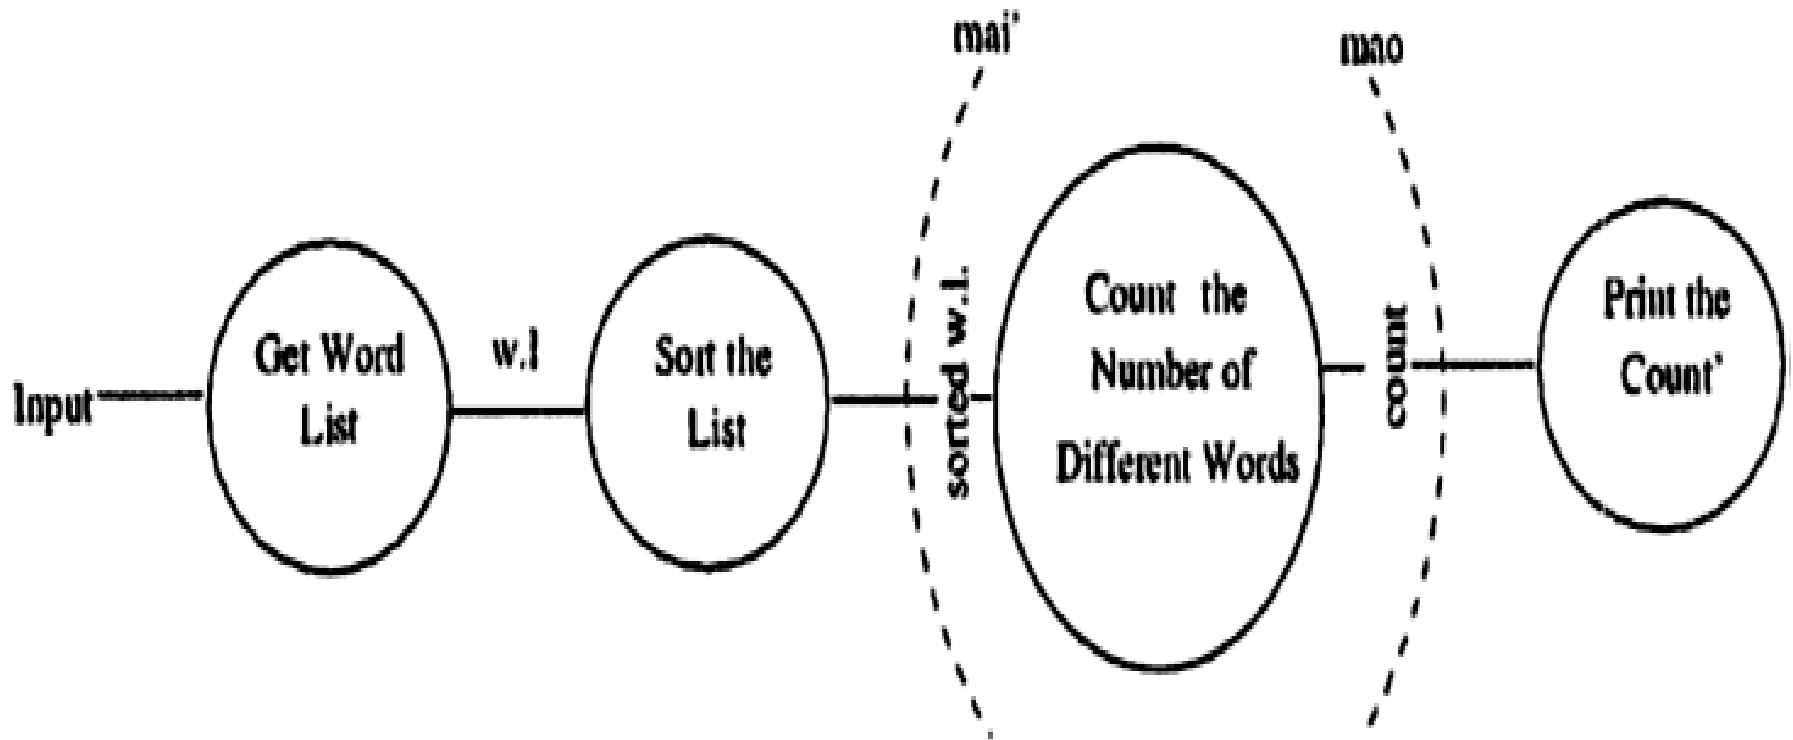 mai'
mao
Input
Get Word
List
w.l
Sort the
List
sorted w.l.
Count the
Number of
Different Words
count
Print the
Count'